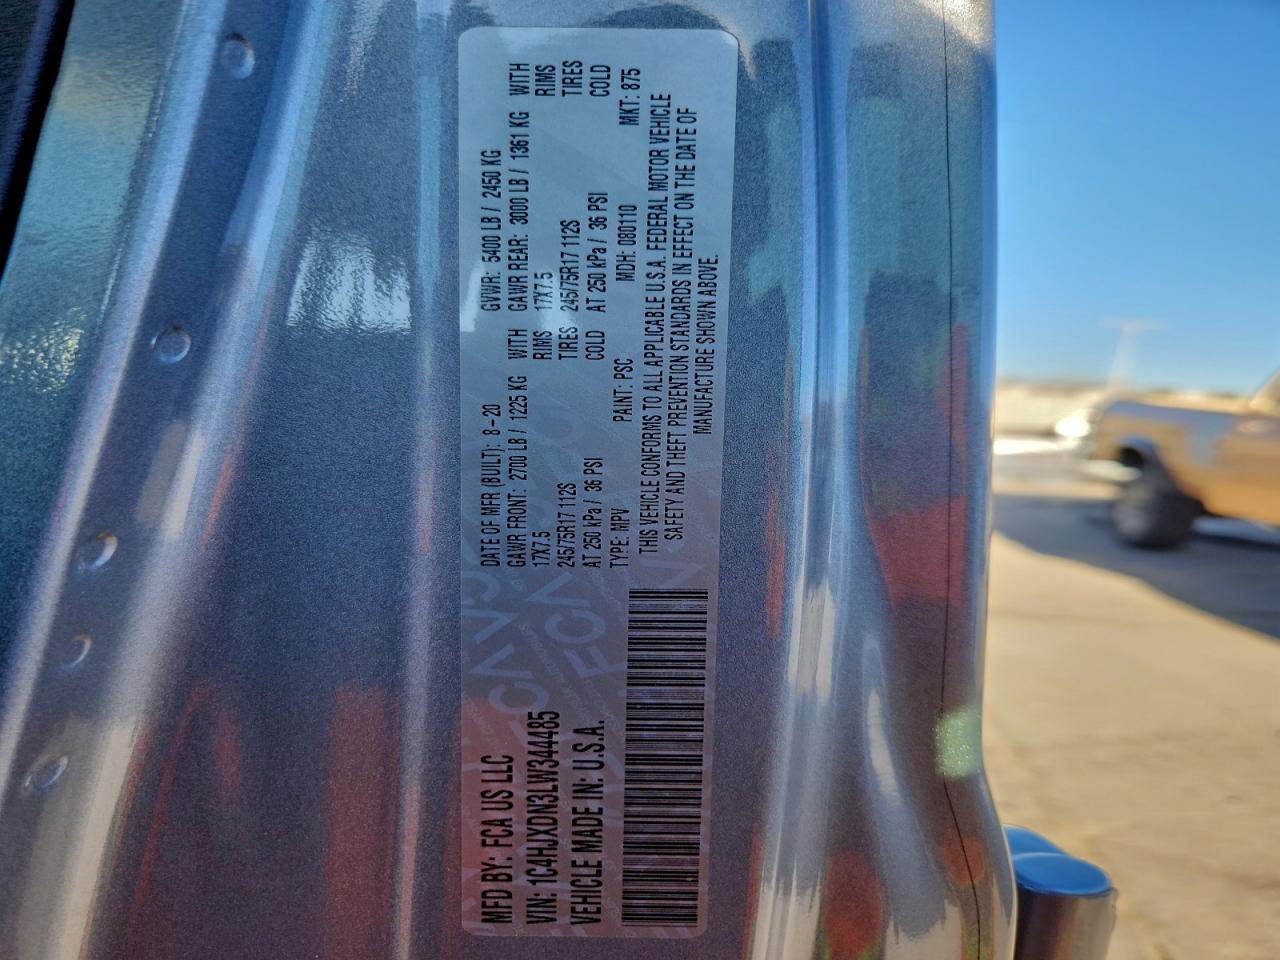 MFD BY: FCA US LLC
VIN: 1C4HJXDN3LW344485
VEHICLE MADE IN: U.S.A.
DATE OF MFR (BUILT): 8-20 GVWR: 5400 LB / 2450 KG
GAWR FRONT: 2700 LB / 1225 KG WITH GAWR REAR: 3000 LB / 1361 KG WITH
17X7.5 RIMS 17X7.5 RIMS
245/75R17 112S TIRES 245/75R17 112S TIRES
AT 250 kPa / 36 PSI COLD AT 250 kPa / 36 PSI COLD
TYPE: MPV PAINT: PSC MDH: 080110 MKT: 875
THIS VEHICLE CONFORMS TO ALL APPLICABLE U.S.A. FEDERAL MOTOR VEHICLE
SAFETY AND THEFT PREVENTION STANDARDS IN EFFECT ON THE DATE OF
MANUFACTURE SHOWN ABOVE.
FCA